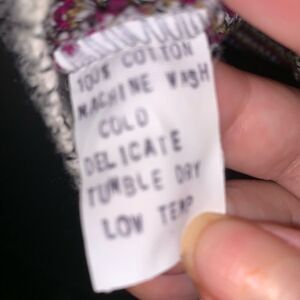 100% COTTON
MACHINE WASH
COLD
DELICATE
TUMBLE DRY
LOW TEMP